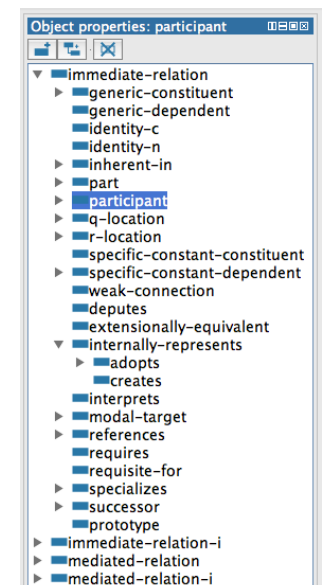 Object properties: participant
immediate-relation
generic-constituent
generic-dependent
identity-c
identity-n
inherent-in
part
participant
q-location
r-location
specific-constant-constituent
specific-constant-dependent
weak-connection
deputes
extensionally-equivalent
internally-represents
adopts
creates
interprets
modal-target
references
requires
requisite-for
specializes
successor
prototype
immediate-relation-i
mediated-relation
mediated-relation-i